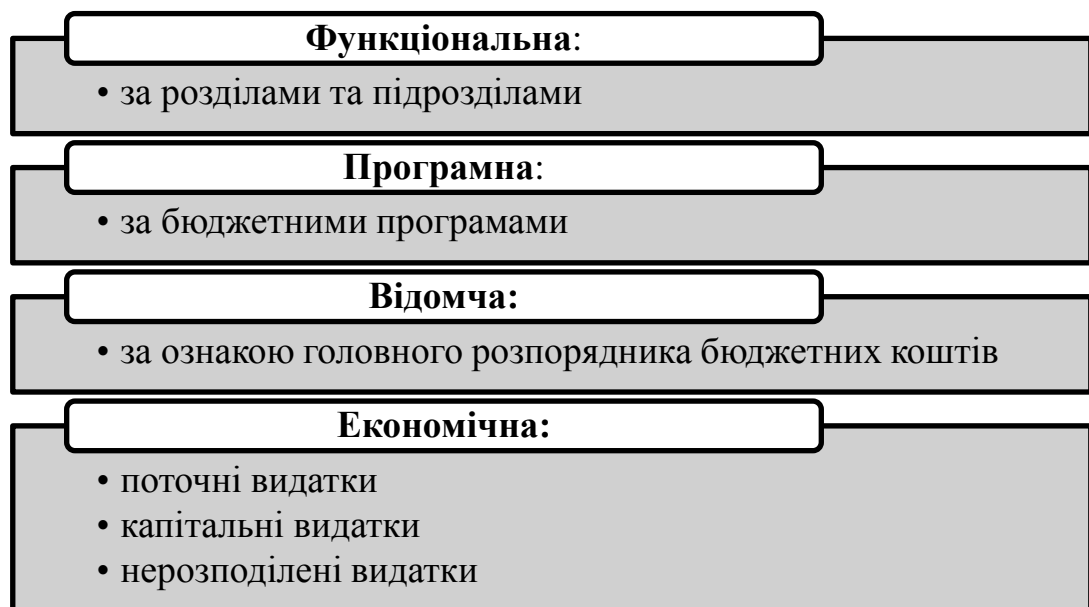 Функціональна:
• за розділами та підрозділами
Програмна:
• за бюджетними програмами
Відомча:
• за ознакою головного розпорядника бюджетних коштів
Економічна:
• поточні видатки
• капітальні видатки
• нерозподілені видатки